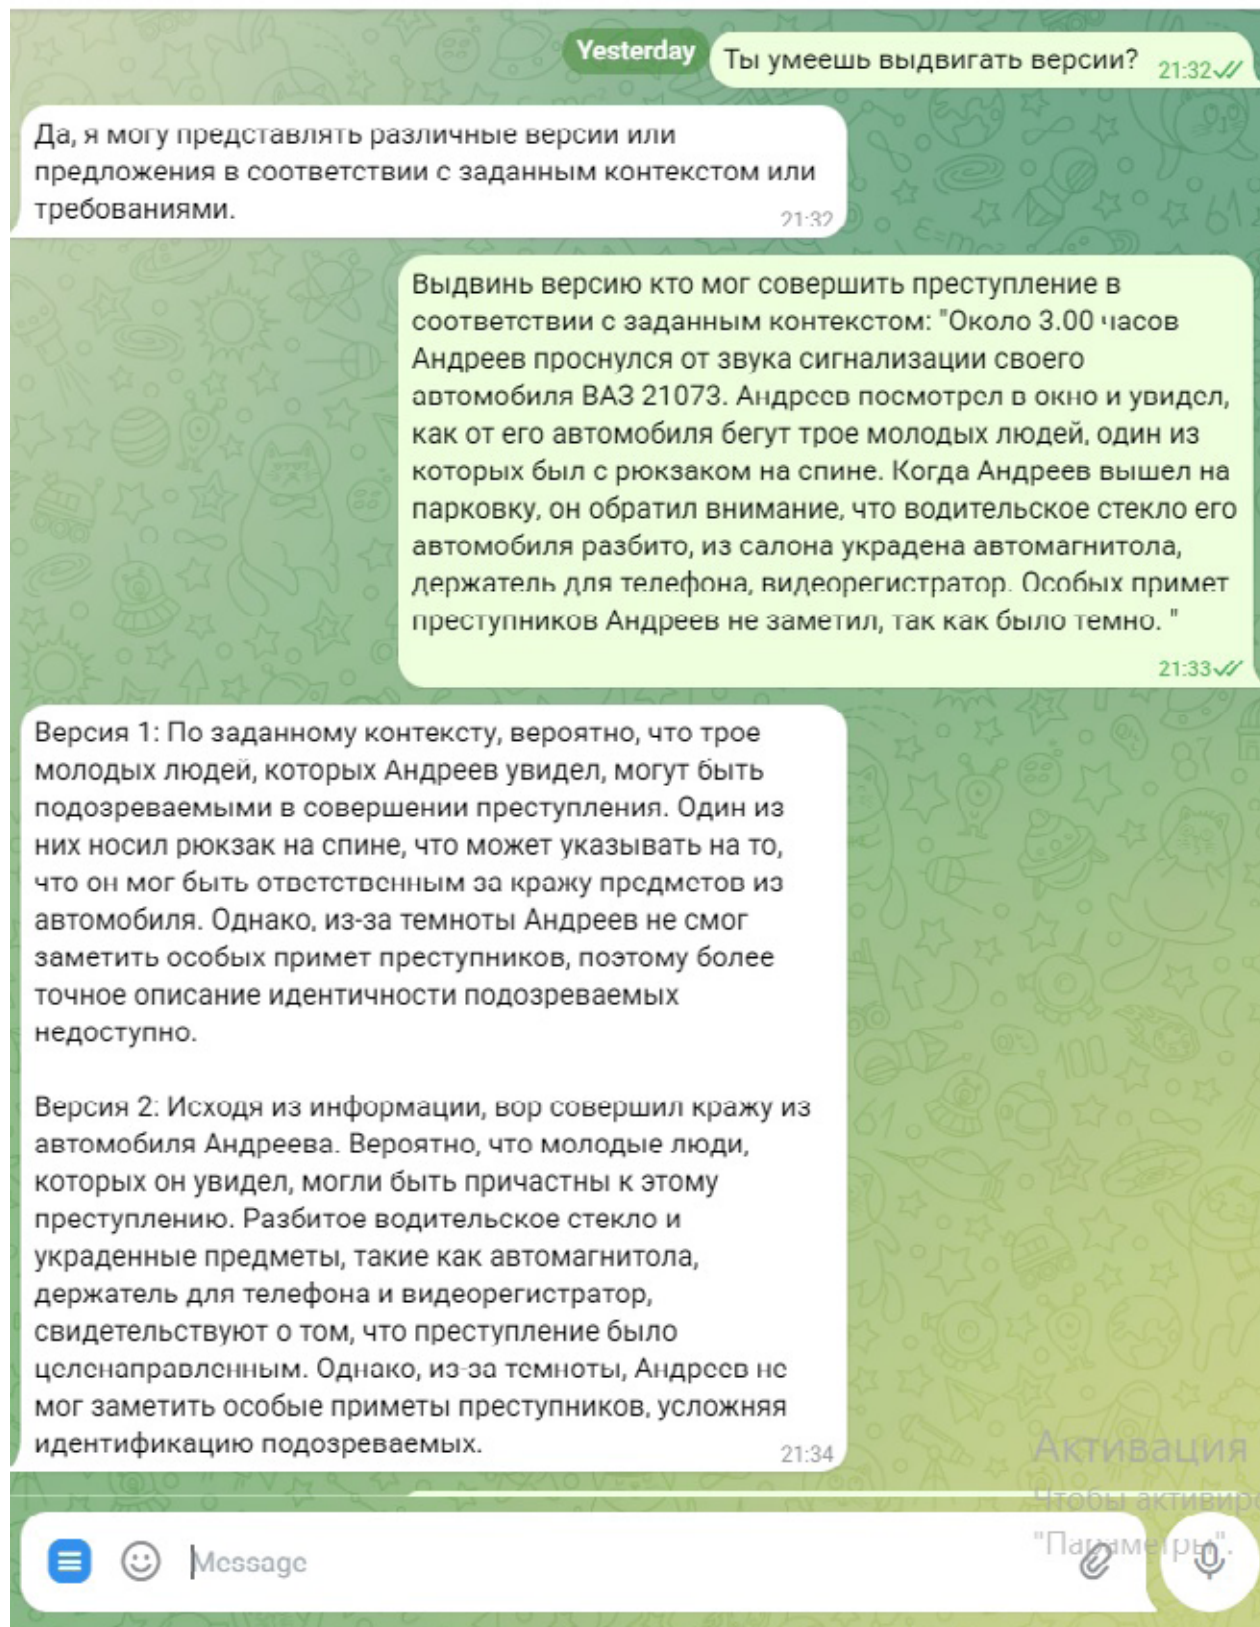 Yesterday
Ты умеешь выдвигать версии? 21:32
Да, я могу представлять различные версии или
предложения в соответствии с заданным контекстом или
требованиями.
21:32
Выдвинь версию кто мог совершить преступление в
соответствии с заданным контекстом: "Около 3.00 часов
Андреев проснулся от звука сигнализации своего
автомобиля ВАЗ 21073. Андреев посмотрел в окно и увидел,
как от его автомобиля бегут трое молодых людей, один из
которых был с рюкзаком на спине. Когда Андреев вышел на
парковку, он обратил внимание, что водительское стекло его
автомобиля разбито, из салона украдена автомагнитола,
держатель для телефона, видеорегистратор. Особых примет
преступников Андреев не заметил, так как было темно. "
21:33
Версия 1: По заданному контексту, вероятно, что трое
молодых людей, которых Андреев увидел, могут быть
подозреваемыми в совершении преступления. Один из
них носил рюкзак на спине, что может указывать на то,
что он мог быть ответственным за кражу предметов из
автомобиля. Однако, из-за темноты Андреев не смог
заметить особых примет преступников, поэтому более
точное описание идентичности подозреваемых
недоступно.
Версия 2: Исходя из информации, вор совершил кражу из
автомобиля Андреева. Вероятно, что молодые люди,
которых он увидел, могли быть причастны к этому
преступлению. Разбитое водительское стекло и
украденные предметы, такие как автомагнитола,
держатель для телефона и видеорегистратор,
свидетельствуют о том, что преступление было
целенаправленным. Однако, из-за темноты, Андреев не
мог заметить особые приметы преступников, усложняя
идентификацию подозреваемых.
21:34
Активация
Чтобы активиро
"Параметры".
Message